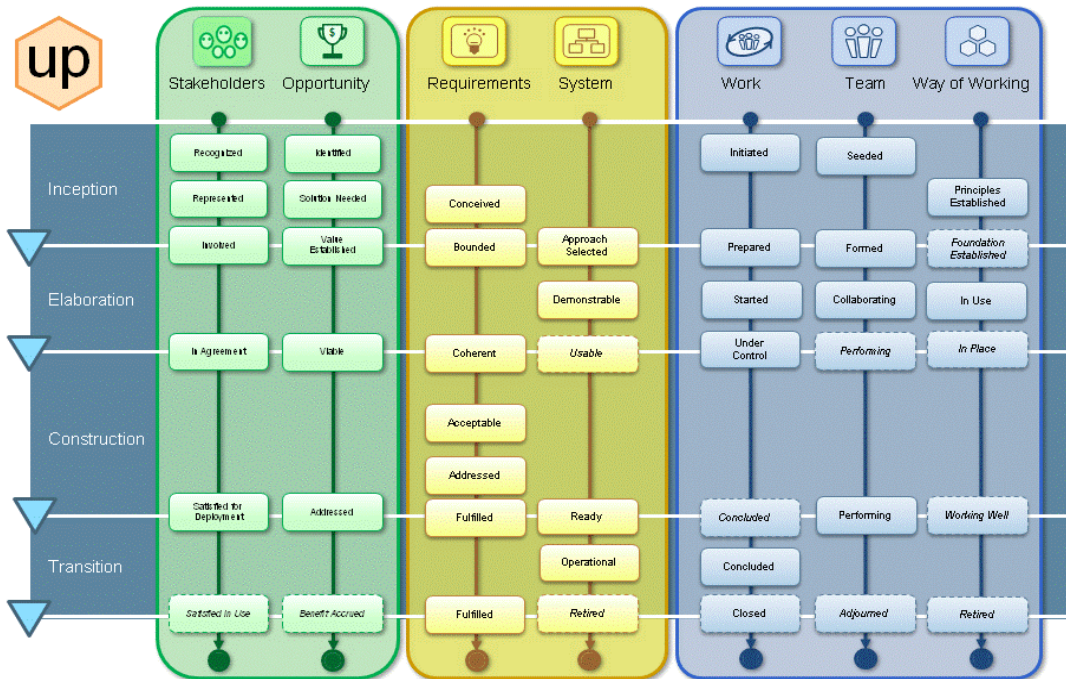 up
$
Stakeholders Opportunity Requirements System Work Team Way of Working
Recognized Identified Initiated Seeded
Inception
Represented Solution Needed Conceived Principles
Established
Involved Value
Established Bounded Approach
Selected Prepared Formed Foundation
Established
Elaboration Demonstrable Started Collaborating In Use
In Agreement Viable Coherent Usable Under
Control Performing In Place
Acceptable
Construction
Addressed
Satisfied for
Deployment Addressed Fulfilled Ready Concluded Performing Working Well
Transition Operational Concluded
Satisfied In Use Benefit Accrued Fulfilled Retired Closed Adjourned Retired